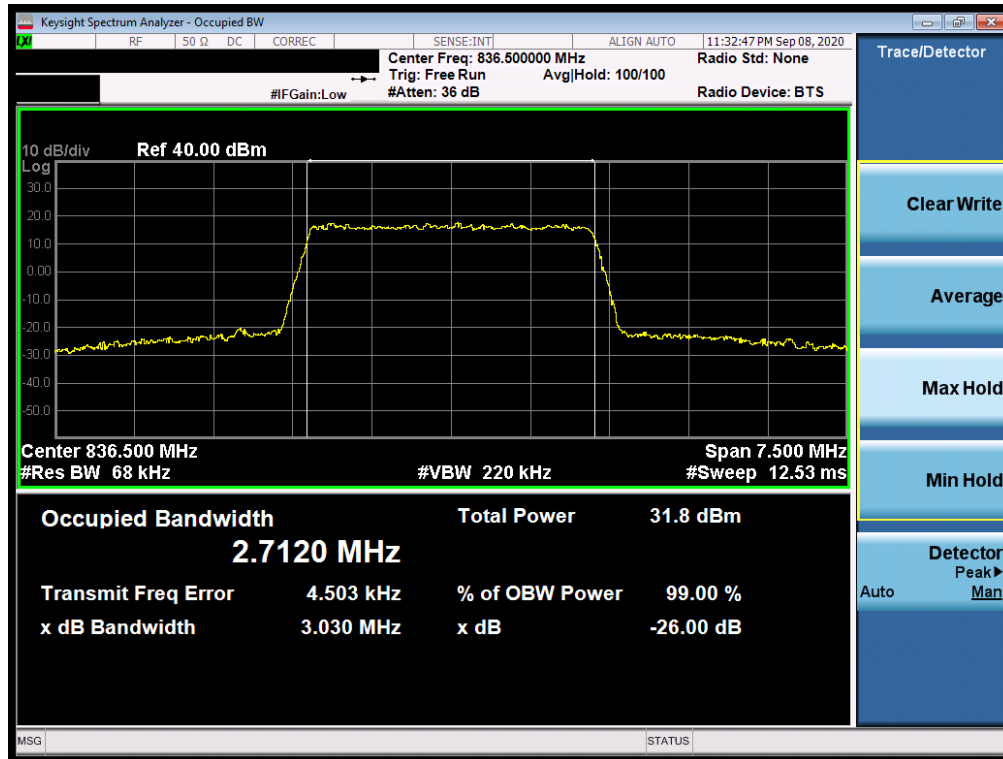 Keysight Spectrum Analyzer - Occupied BW
LXI RF 50 Ω DC CORREC SENSE:INT ALIGN AUTO 11:32:47 PM Sep 08, 2020
Center Freq: 836.500000 MHz Radio Std: None
Trig: Free Run Avg|Hold: 100/100
#IFGain:Low #Atten: 36 dB Radio Device: BTS
10 dB/div Ref 40.00 dBm
Log
30.0
20.0
10.0
0.00
-10.0
-20.0
-30.0
-40.0
-50.0
Center 836.500 MHz Span 7.500 MHz
#Res BW 68 kHz #VBW 220 kHz #Sweep 12.53 ms
Occupied Bandwidth Total Power 31.8 dBm
2.7120 MHz
Transmit Freq Error 4.503 kHz % of OBW Power 99.00 %
x dB Bandwidth 3.030 MHz x dB -26.00 dB
MSG STATUS
Trace/Detector
Clear Write
Average
Max Hold
Min Hold
Detector
Peak▶
Auto Man